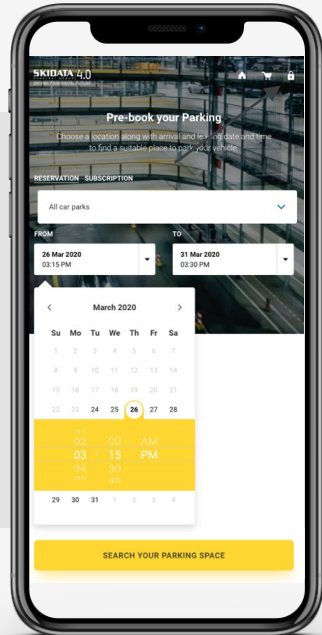 SKIDATA 4.0
Pre-book your Parking
Choose a location along with arrival and leaving date and time
to find a suitable place to park your vehicle.
RESERVATION SUBSCRIPTION
All car parks
FROM TO
26 Mar 2020 31 Mar 2020
03:15 PM 03:30 PM
< March 2020 >
Su Mo Tu We Th Fr Sa
1 2 3 4 5 6 7
8 9 10 11 12 13 14
15 16 17 18 19 20 21
22 23 24 25 26 27 28
02 00 AM
03 : 15 PM
04 30
45
29 30 31 1 2 3 4
SEARCH YOUR PARKING SPACE